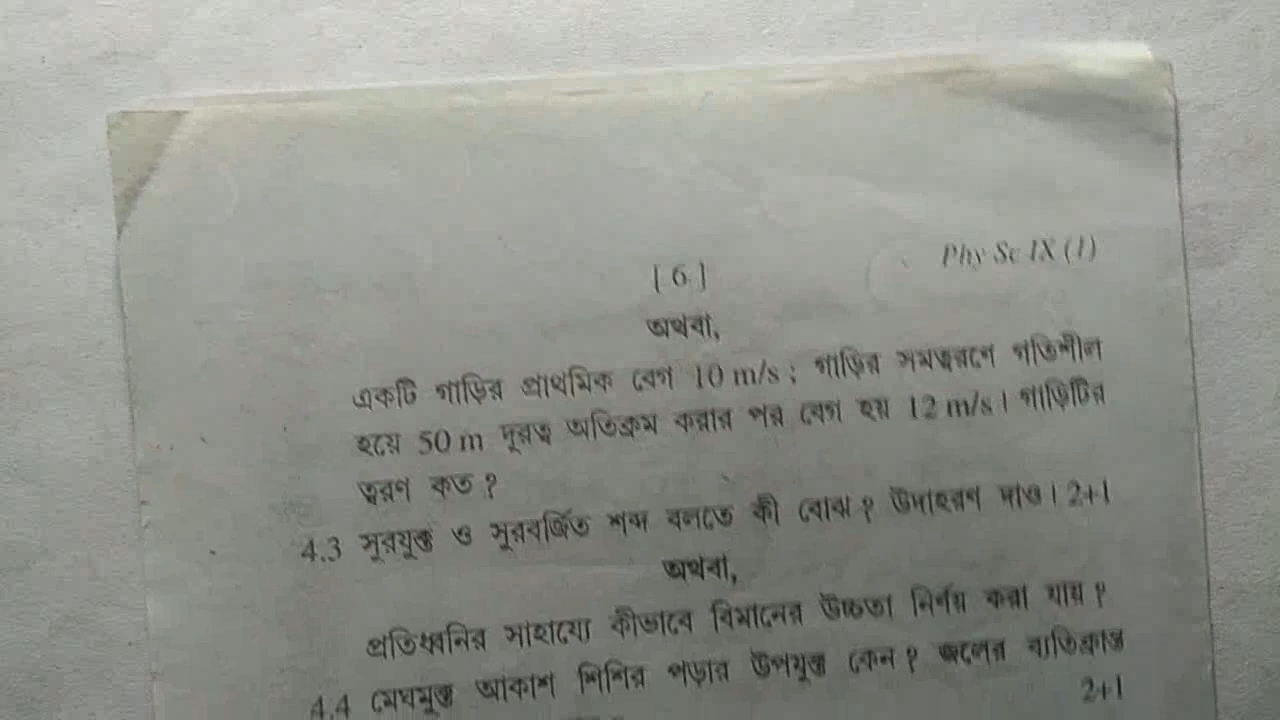 Phy Sc IX (1)
[ 6 ]
অথবা,
একটি গাড়ির প্রাথমিক বেগ 10 m/s ; গাড়ির সমত্বরণে গতিশীল
হয়ে 50 m দূরত্ব অতিক্রম করার পর বেগ হয় 12 m/s । গাড়িটির
ত্বরণ কত ?
4.3 সূরযুক্ত ও সূরবর্জিত শব্দ বলতে কী বোঝ ? উদাহরণ দাও । 2+1
অথবা,
প্রতিধ্বনির সাহায্যে কীভাবে বিমানের উচ্চতা নির্ণয় করা যায় ?
4.4 মেঘমুক্ত আকাশ শিশির পড়ার উপযুক্ত কেন ? জলের ব্যতিক্রান্ত
2+1